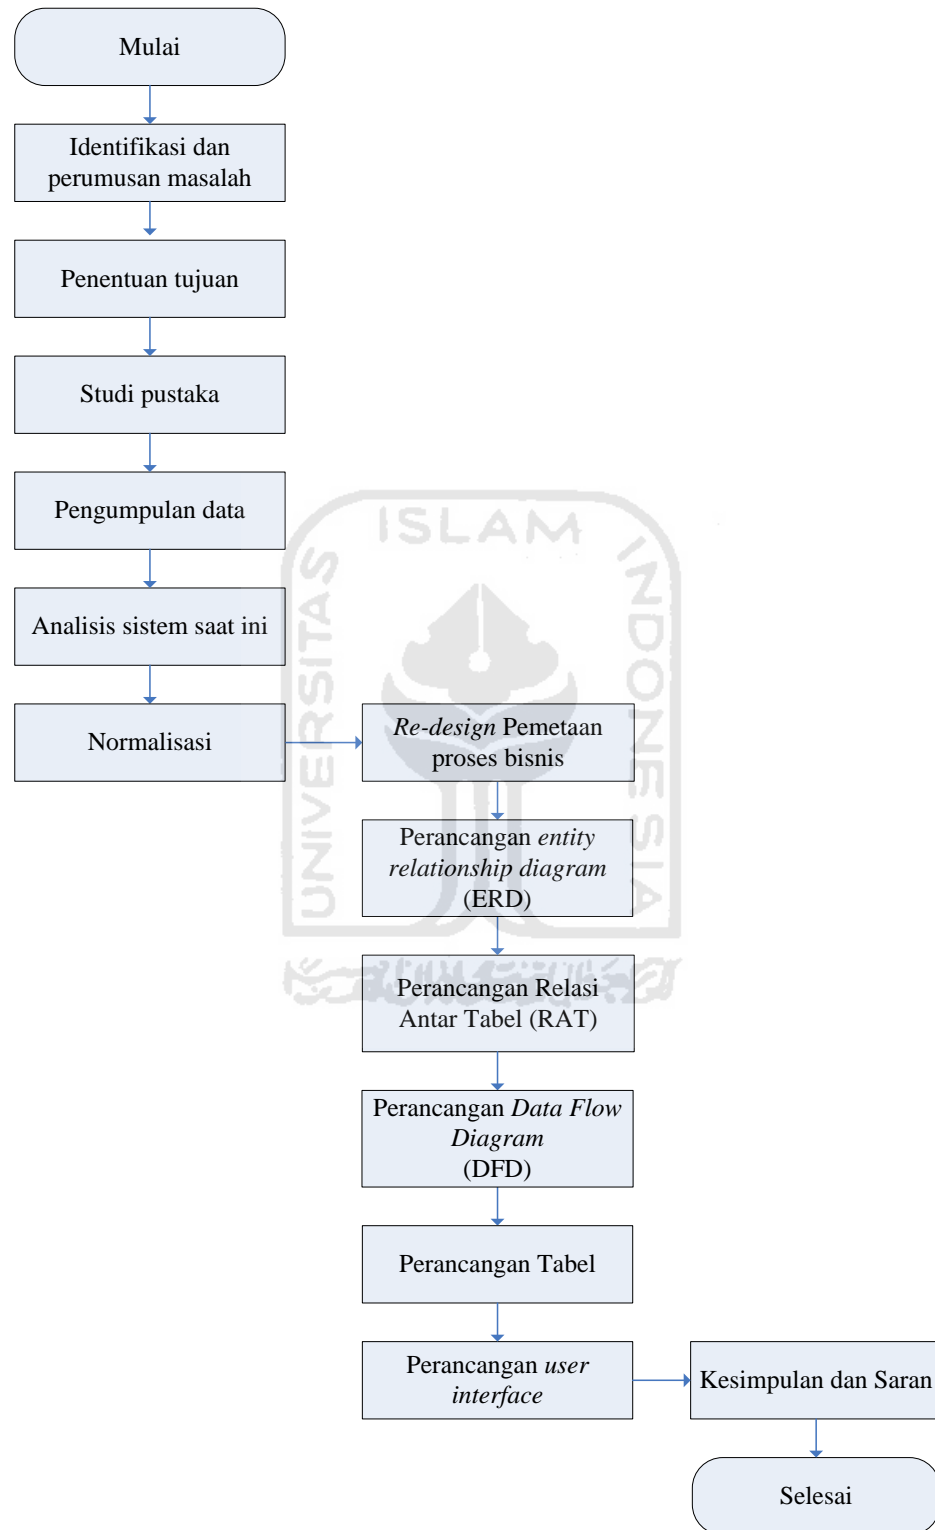 Mulai
Identifikasi dan
perumusan masalah
Penentuan tujuan
Studi pustaka
Pengumpulan data
Analisis sistem saat ini
Normalisasi
Re-design Pemetaan
proses bisnis
Perancangan entity
relationship diagram
(ERD)
Perancangan Relasi
Antar Tabel (RAT)
Perancangan Data Flow
Diagram
(DFD)
Perancangan Tabel
Perancangan user
interface
Kesimpulan dan Saran
Selesai
UNIVERSITAS
ISLAM
INDONESIA